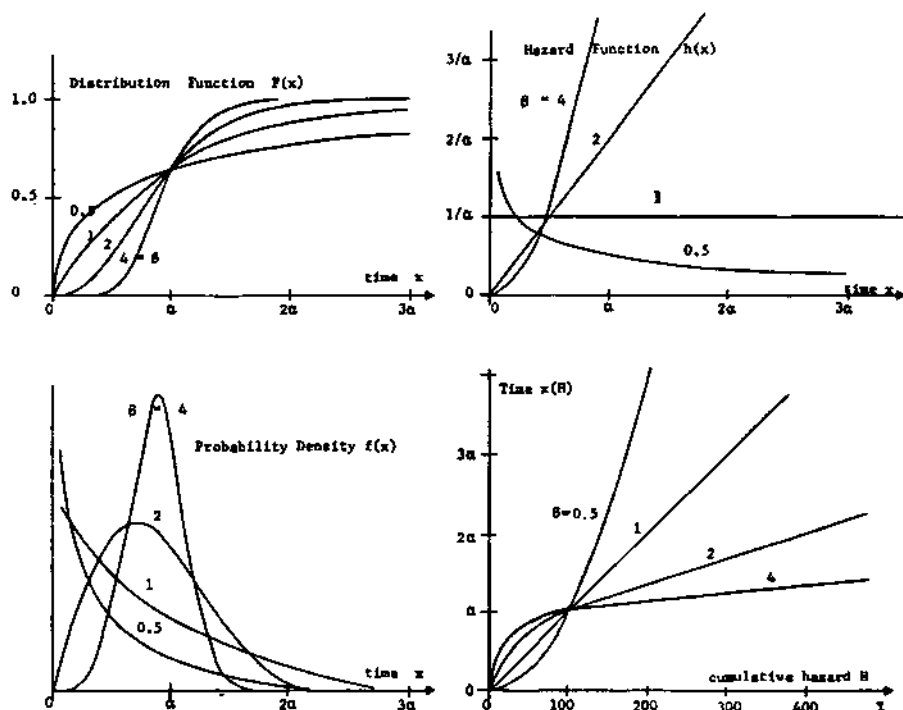 Distribution Function F(x)
1.0
0.5
0.5
1
2
4 = β
0
time x
0 α 2α 3α
Hazard Function h(x)
3/α
β = 4
2/α
2
1/α
1
0.5
0
time x
0 α 2α 3α
β = 4
Probability Density f(x)
2
1
0.5
time x
0 α 2α 3α
Time x(H)
3α
β=0.5
1
2α
2
4
α
0
cumulative hazard H
0 100 200 300 400 %